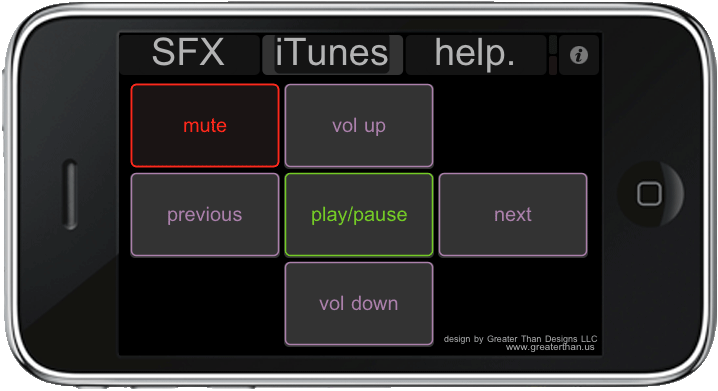 SFX iTunes help. i
mute vol up
previous play/pause next
vol down
design by Greater Than Designs LLC
www.greaterthan.us